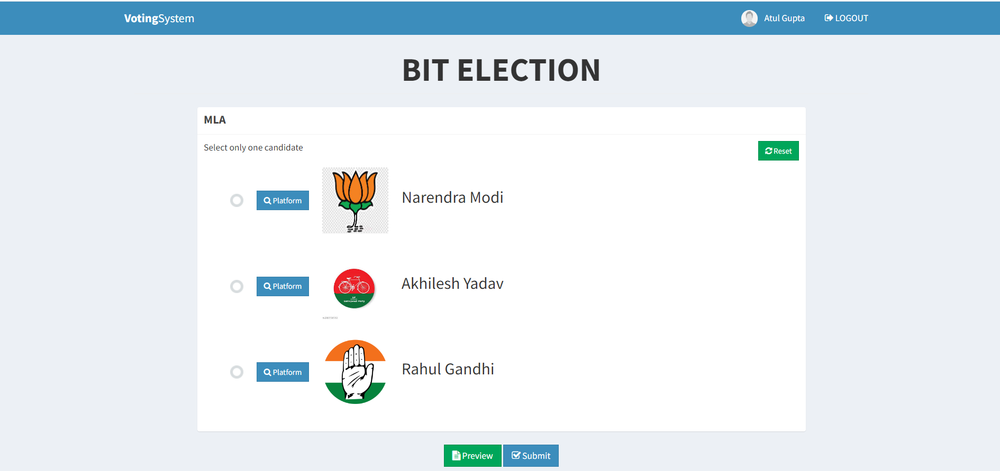 VotingSystem
Atul Gupta
LOGOUT
BIT ELECTION
MLA
Select only one candidate
Reset
Platform
Narendra Modi
Platform
SP
Samajwadi Party
Akhilesh Yadav
Platform
Rahul Gandhi
Preview
Submit